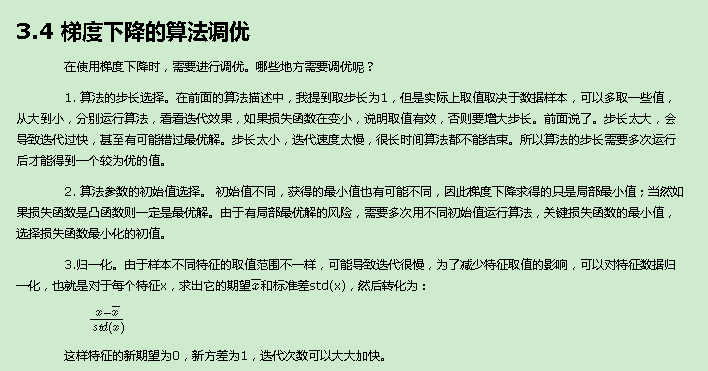 3.4 梯度下降的算法调优
在使用梯度下降时，需要进行调优。哪些地方需要调优呢？
1. 算法的步长选择。在前面的算法描述中，我提到取步长为1，但是实际上取值取决于数据样本，可以多取一些值，
从大到小，分别运行算法，看看迭代效果，如果损失函数在变小，说明取值有效，否则要增大步长。前面说了。步长太大，会
导致迭代过快，甚至有可能错过最优解。步长太小，迭代速度太慢，很长时间算法都不能结束。所以算法的步长需要多次运行
后才能得到一个较为优的值。
2. 算法参数的初始值选择。 初始值不同，获得的最小值也有可能不同，因此梯度下降求得的只是局部最小值；当然如
果损失函数是凸函数则一定是最优解。由于有局部最优解的风险，需要多次用不同初始值运行算法，关键损失函数的最小值，
选择损失函数最小化的初值。
3.归一化。由于样本不同特征的取值范围不一样，可能导致迭代很慢，为了减少特征取值的影响，可以对特征数据归
一化，也就是对于每个特征x，求出它的期望x̅和标准差std(x)，然后转化为：
x−x̅
std(x)
这样特征的新期望为0，新方差为1，迭代次数可以大大加快。